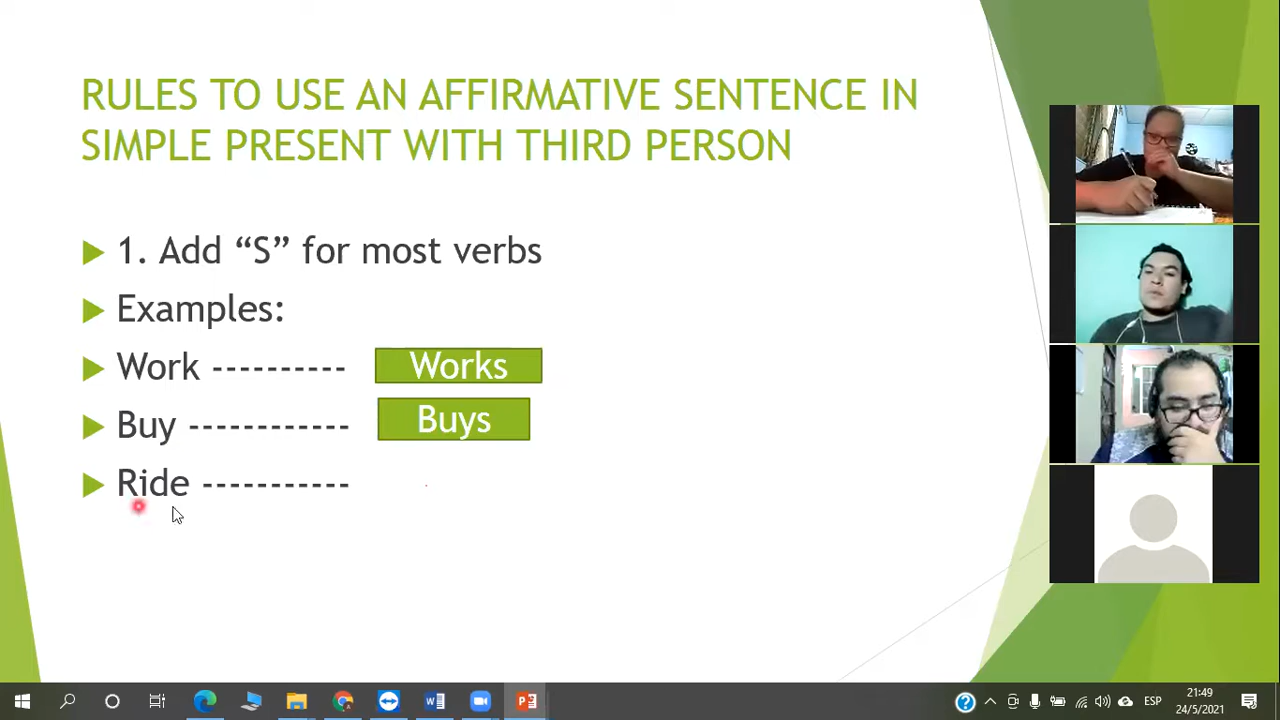 RULES TO USE AN AFFIRMATIVE SENTENCE IN
SIMPLE PRESENT WITH THIRD PERSON
1. Add “S” for most verbs
Examples:
Work ---------- Works
Buy ------------ Buys
Ride -----------
ESP
21:49
24/5/2021